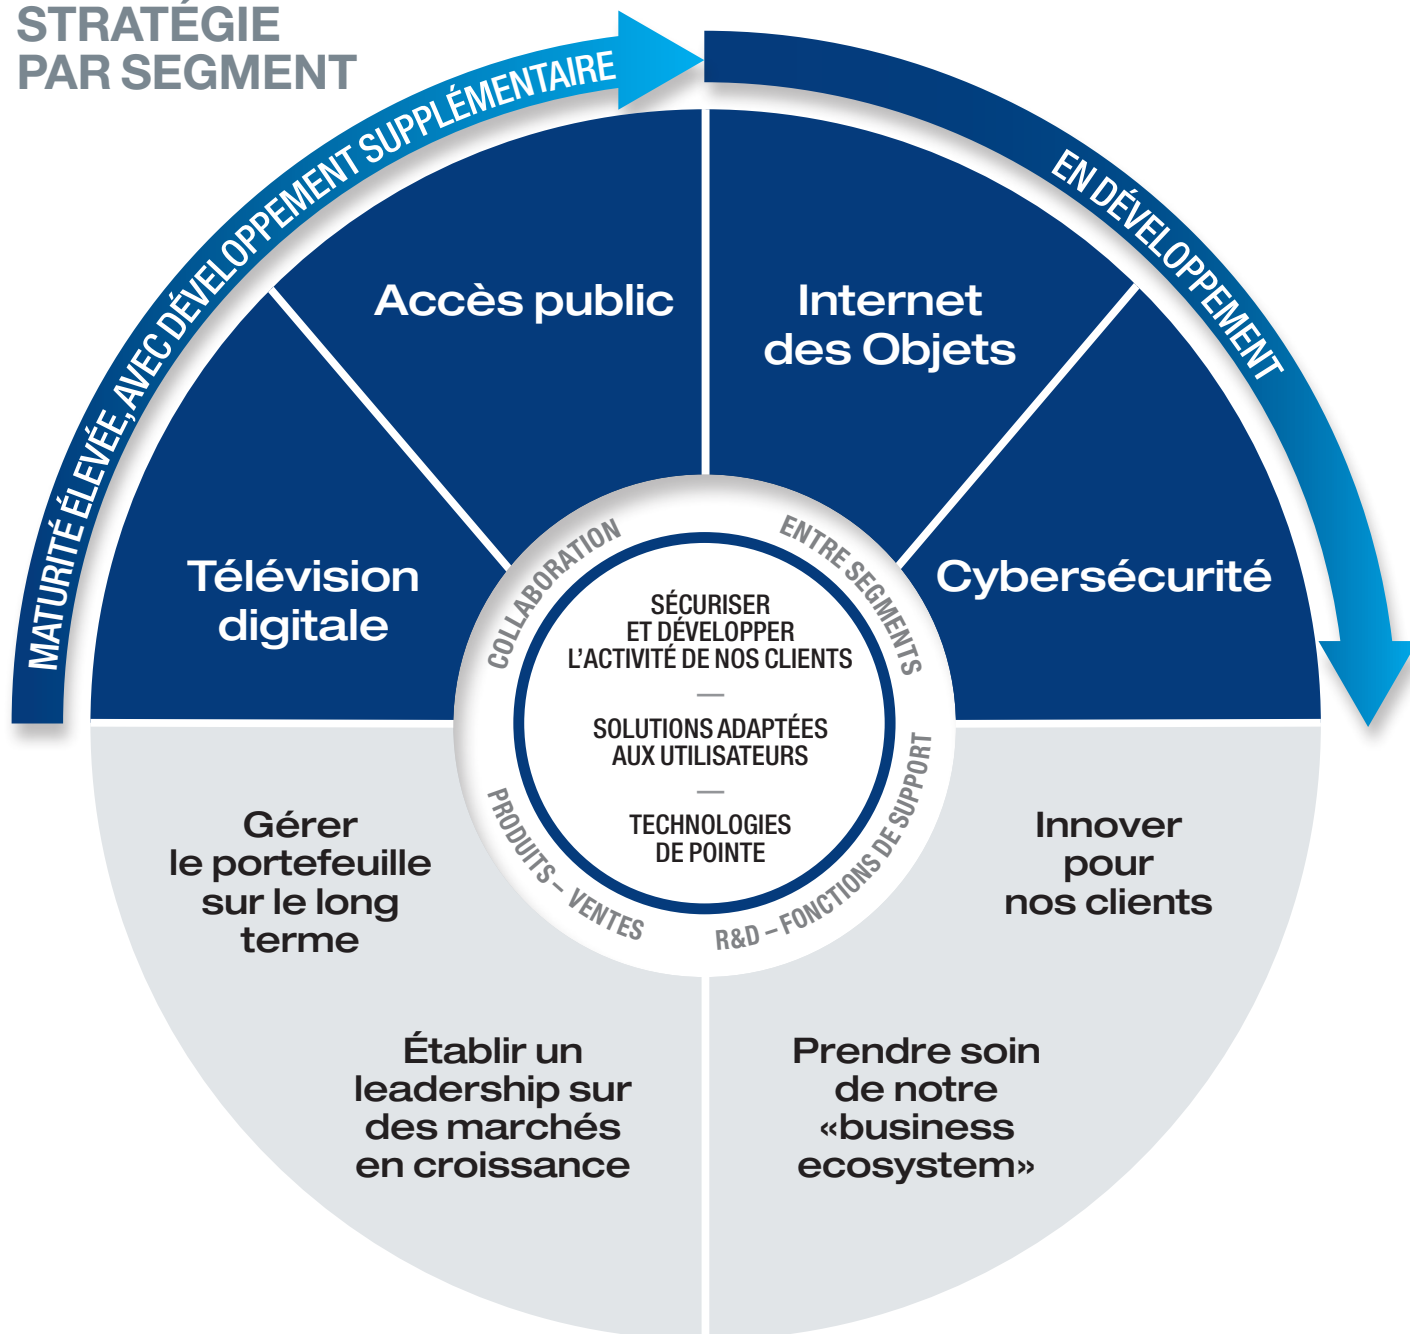 STRATÉGIE
PAR SEGMENT
MATURITÉ ÉLEVÉE, AVEC DÉVELOPPEMENT SUPPLÉMENTAIRE
EN DÉVELOPPEMENT
Accès public
Internet
des Objets
Télévision
digitale
Cybersécurité
COLLABORATION
ENTRE SEGMENTS
SÉCURISER
ET DÉVELOPPER
L'ACTIVITÉ DE NOS CLIENTS
—
SOLUTIONS ADAPTÉES
AUX UTILISATEURS
—
TECHNOLOGIES
DE POINTE
PRODUITS – VENTES
R&D – FONCTIONS DE SUPPORT
Gérer
le portefeuille
sur le long
terme
Innover
pour
nos clients
Établir un
leadership sur
des marchés
en croissance
Prendre soin
de notre
«business
ecosystem»